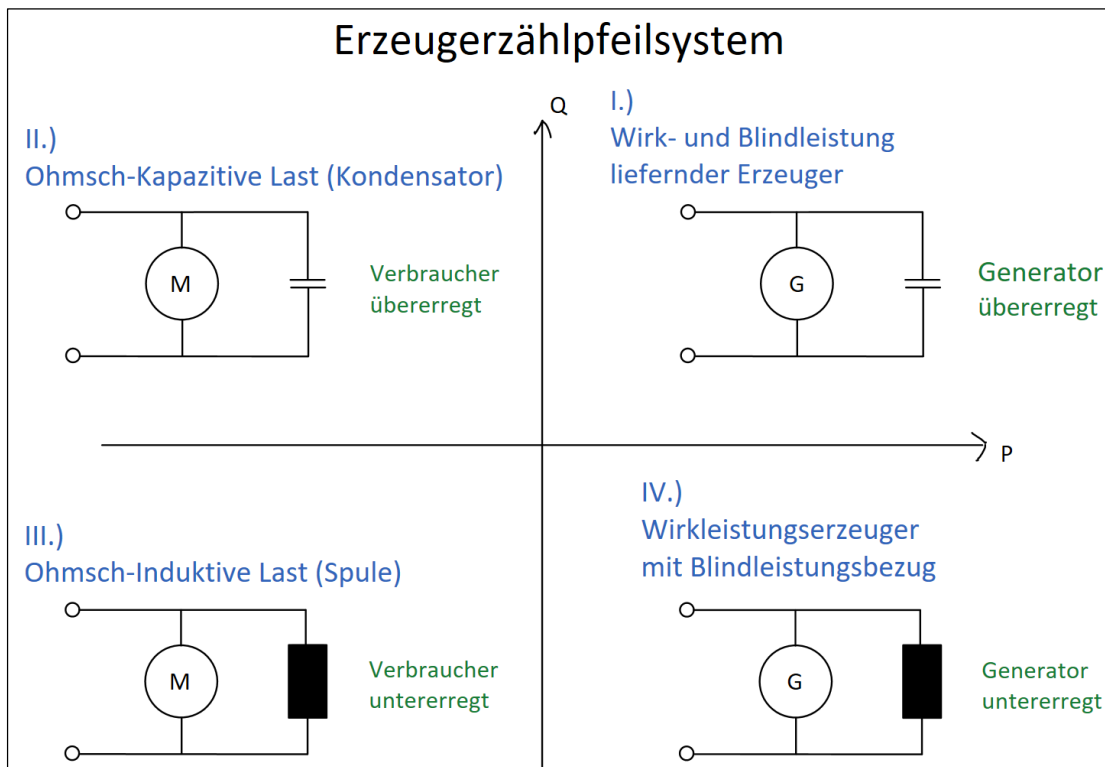 Erzeugerzählpfeilsystem
Q
II.)
Ohmsch-Kapazitive Last (Kondensator)
M
Verbraucher
übererregt
I.)
Wirk- und Blindleistung
liefernder Erzeuger
G
Generator
übererregt
P
III.)
Ohmsch-Induktive Last (Spule)
M
Verbraucher
untererregt
IV.)
Wirkleistungserzeuger
mit Blindleistungsbezug
G
Generator
untererregt